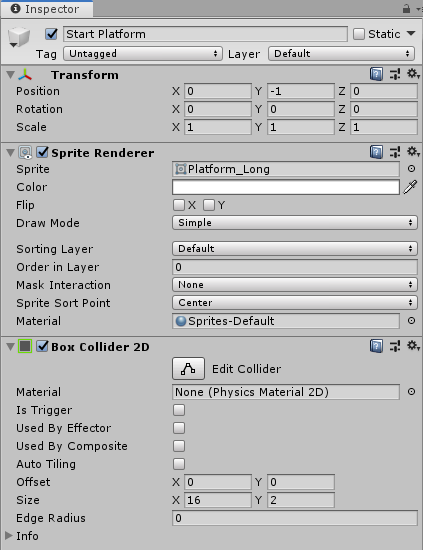 Inspector
Start Platform Static
Tag Untagged Layer Default
Transform
Position X 0 Y -1 Z 0
Rotation X 0 Y 0 Z 0
Scale X 1 Y 1 Z 1
Sprite Renderer
Sprite Platform_Long
Color
Flip X Y
Draw Mode Simple
Sorting Layer Default
Order in Layer 0
Mask Interaction None
Sprite Sort Point Center
Material Sprites-Default
Box Collider 2D
Edit Collider
Material None (Physics Material 2D)
Is Trigger
Used By Effector
Used By Composite
Auto Tiling
Offset X 0 Y 0
Size X 16 Y 2
Edge Radius 0
Info